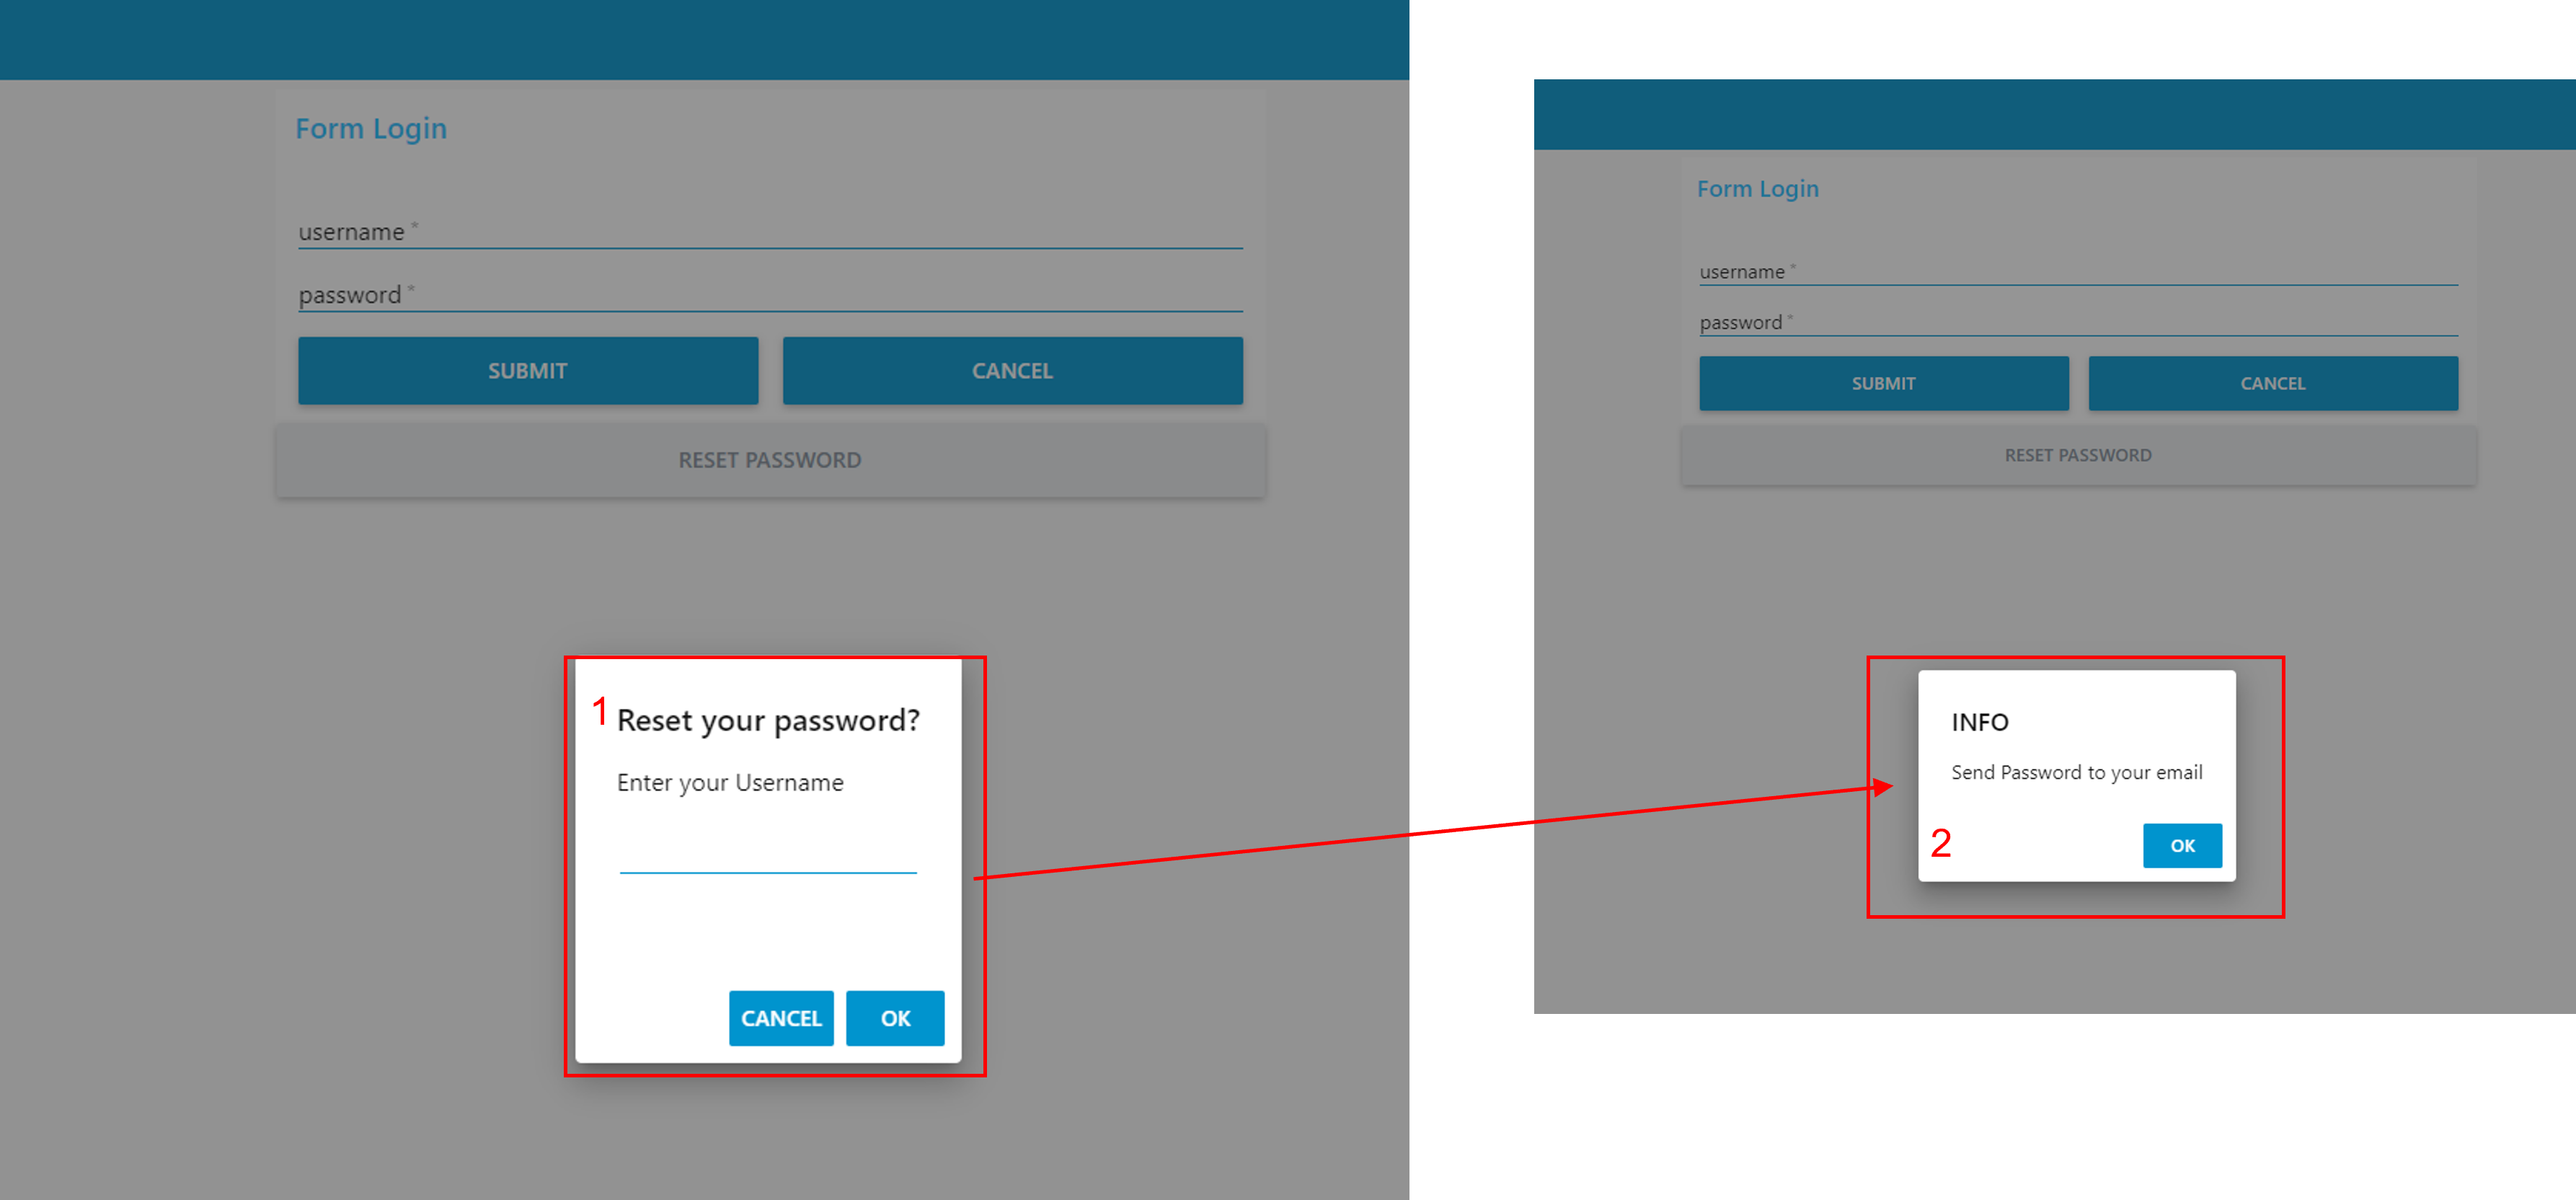 Form Login
username *
password *
SUBMIT CANCEL
RESET PASSWORD
1 Reset your password?
Enter your Username
CANCEL OK
Form Login
username *
password *
SUBMIT CANCEL
RESET PASSWORD
INFO
Send Password to your email
2 OK